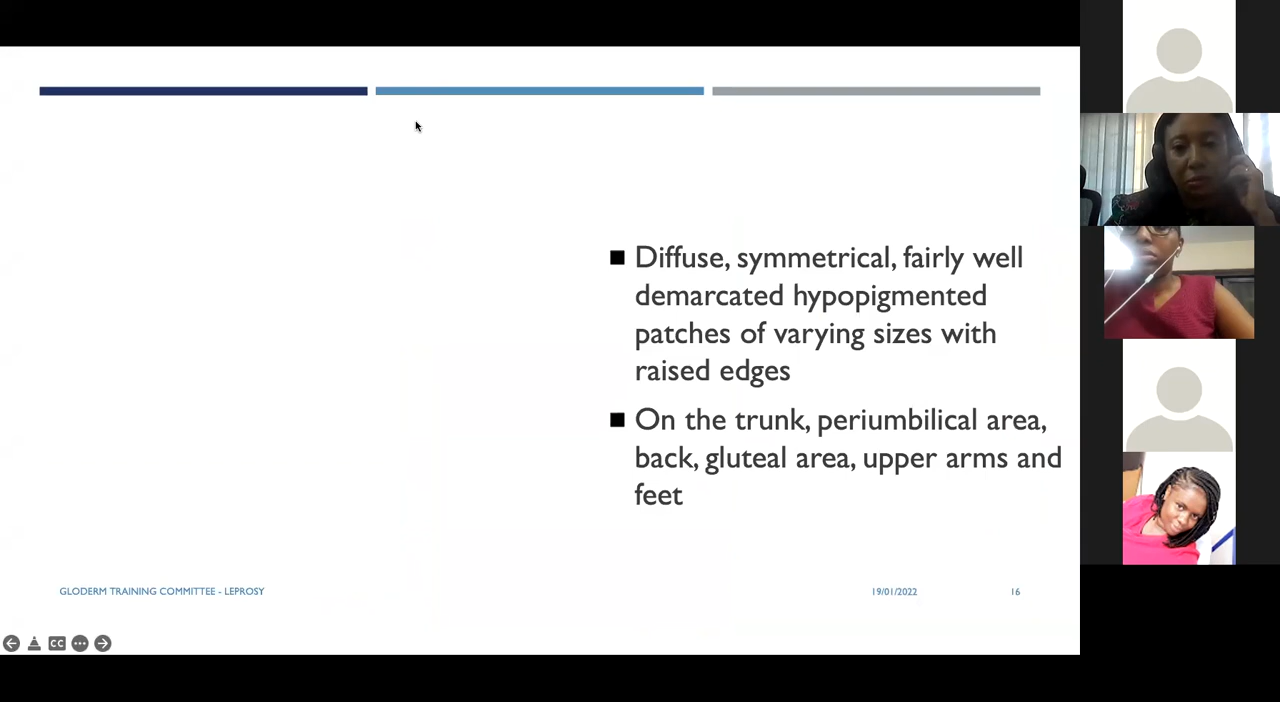 Diffuse, symmetrical, fairly well
demarcated hypopigmented
patches of varying sizes with
raised edges
On the trunk, periumbilical area,
back, gluteal area, upper arms and
feet
GLODERM TRAINING COMMITTEE - LEPROSY
19/01/2022
16
CC